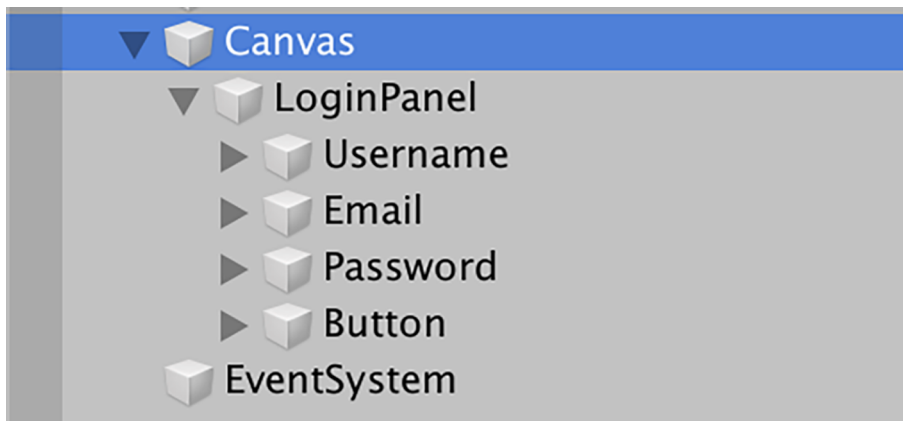 Canvas
LoginPanel
Username
Email
Password
Button
EventSystem